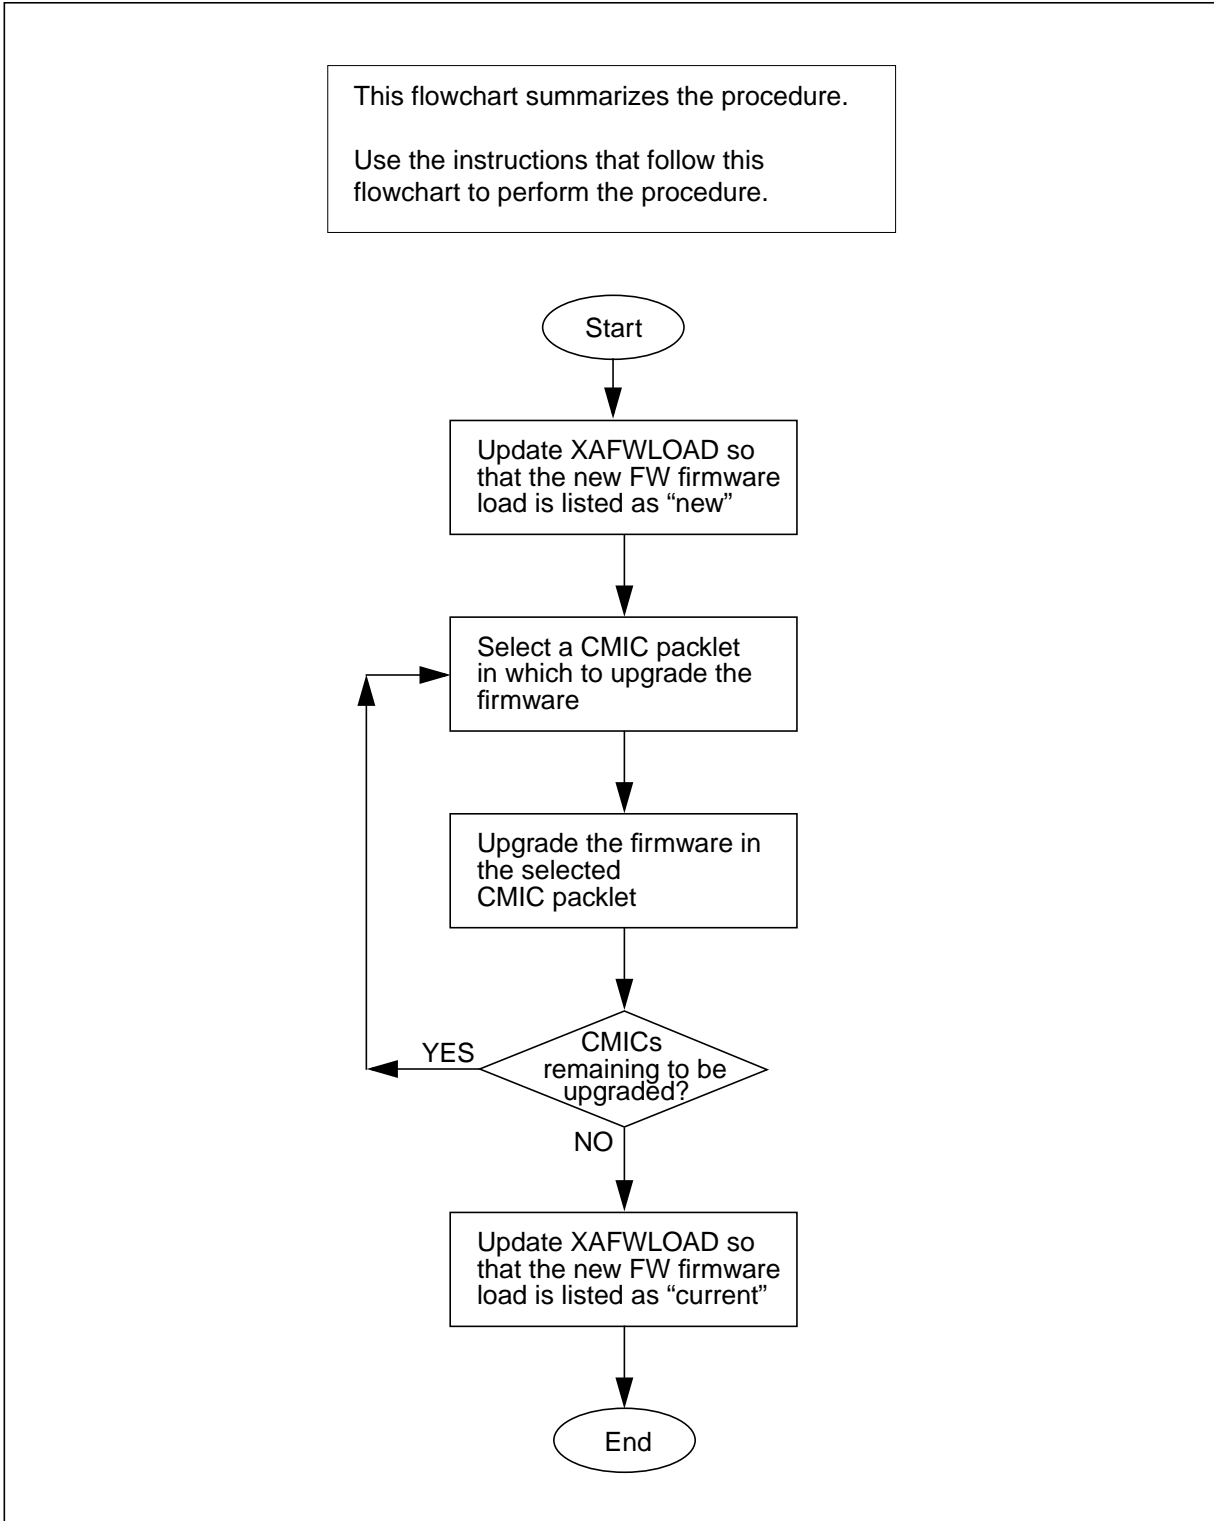 This flowchart summarizes the procedure.
Use the instructions that follow this
flowchart to perform the procedure.
Start
Update XAFWLOAD so
that the new FW firmware
load is listed as “new”
Select a CMIC packlet
in which to upgrade the
firmware
Upgrade the firmware in
the selected
CMIC packlet
CMICs
remaining to be
upgraded?
YES
NO
Update XAFWLOAD so
that the new FW firmware
load is listed as “current”
End